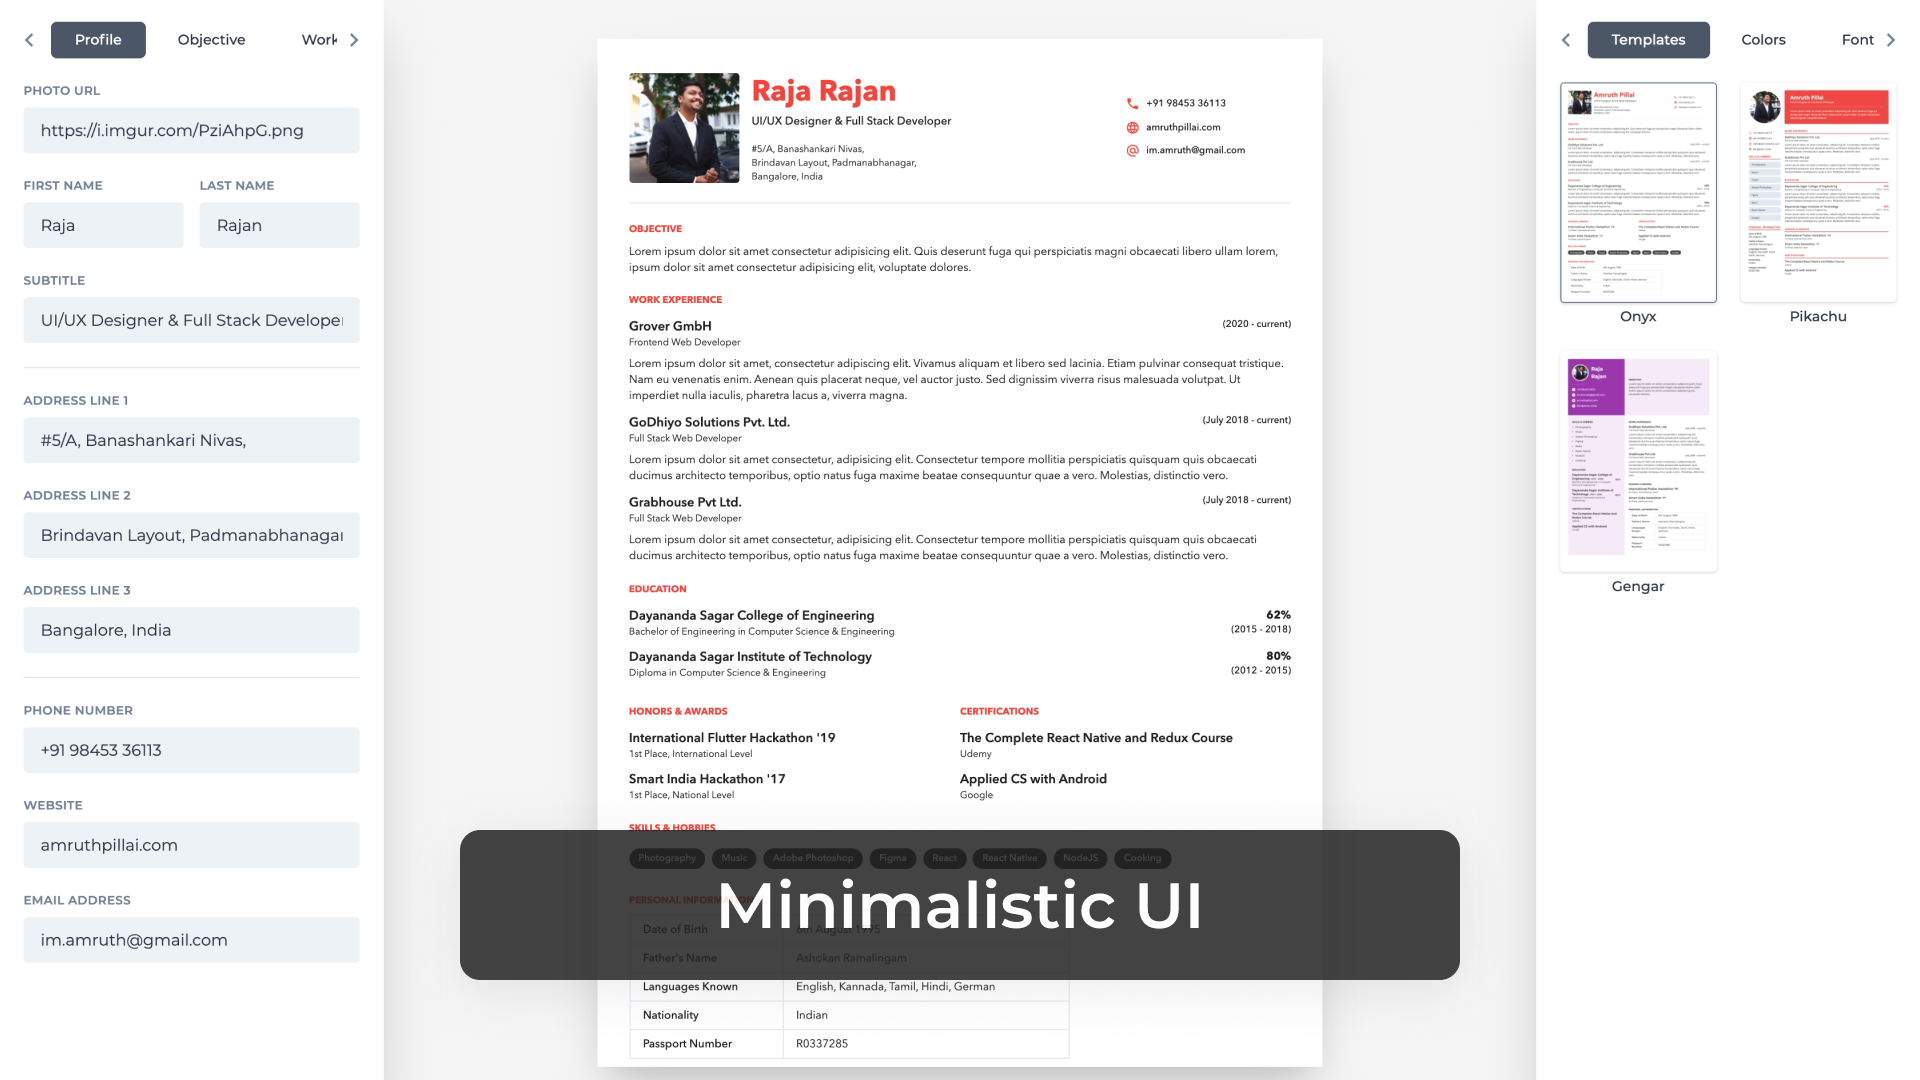 Profile
Objective
Work
PHOTO URL
https://i.imgur.com/PziAhpG.png
FIRST NAME
LAST NAME
Raja
Rajan
SUBTITLE
UI/UX Designer & Full Stack Developer
ADDRESS LINE 1
#5/A, Banashankari Nivas,
ADDRESS LINE 2
Brindavan Layout, Padmanabhanagar
ADDRESS LINE 3
Bangalore, India
PHONE NUMBER
+91 98453 36113
WEBSITE
amruthpillai.com
EMAIL ADDRESS
im.amruth@gmail.com
Raja Rajan
UI/UX Designer & Full Stack Developer
#5/A, Banashankari Nivas,
Brindavan Layout, Padmanabhanagar,
Bangalore, India
+91 98453 36113
amruthpillai.com
im.amruth@gmail.com
OBJECTIVE
Lorem ipsum dolor sit amet consectetur adipisicing elit. Quis deserunt fuga qui perspiciatis magni obcaecati libero ullam lorem,
ipsum dolor sit amet consectetur adipisicing elit, voluptate dolores.
WORK EXPERIENCE
Grover GmbH
(2020 - current)
Frontend Web Developer
Lorem ipsum dolor sit amet, consectetur adipiscing elit. Vivamus aliquam et libero sed lacinia. Etiam pulvinar consequat tristique.
Nam eu venenatis enim. Aenean quis placerat neque, vel auctor justo. Sed dignissim viverra risus malesuada volutpat. Ut
imperdiet nulla iaculis, pharetra lacus a, viverra magna.
GoDhiyo Solutions Pvt. Ltd.
(July 2018 - current)
Full Stack Web Developer
Lorem ipsum dolor sit amet consectetur, adipisicing elit. Consectetur tempore mollitia perspiciatis quisquam quis obcaecati
ducimus architecto temporibus, optio natus fuga maxime beatae consequuntur quae a vero. Molestias, distinctio vero.
Grabhouse Pvt Ltd.
(July 2018 - current)
Full Stack Web Developer
Lorem ipsum dolor sit amet consectetur, adipisicing elit. Consectetur tempore mollitia perspiciatis quisquam quis obcaecati
ducimus architecto temporibus, optio natus fuga maxime beatae consequuntur quae a vero. Molestias, distinctio vero.
EDUCATION
Dayananda Sagar College of Engineering
62%
Bachelor of Engineering in Computer Science & Engineering
(2015 - 2018)
Dayananda Sagar Institute of Technology
80%
Diploma in Computer Science & Engineering
(2012 - 2015)
HONORS & AWARDS
International Flutter Hackathon '19
1st Place, International Level
Smart India Hackathon '17
1st Place, National Level
CERTIFICATIONS
The Complete React Native and Redux Course
Udemy
Applied CS with Android
Google
SKILLS & HOBBIES
Photography Music Adobe Photoshop Figma React React Native NodeJS Cooking
PERSONAL INFORMATION
Minimalistic UI
Date of Birth
6th August 1995
Father's Name
Ashokan Ramalingam
Languages Known
English, Kannada, Tamil, Hindi, German
Nationality
Indian
Passport Number
R0337285
Templates
Colors
Font
Amruth Pillai
Amruth Pillai
Onyx
Pikachu
Raja
Rajan
Gengar